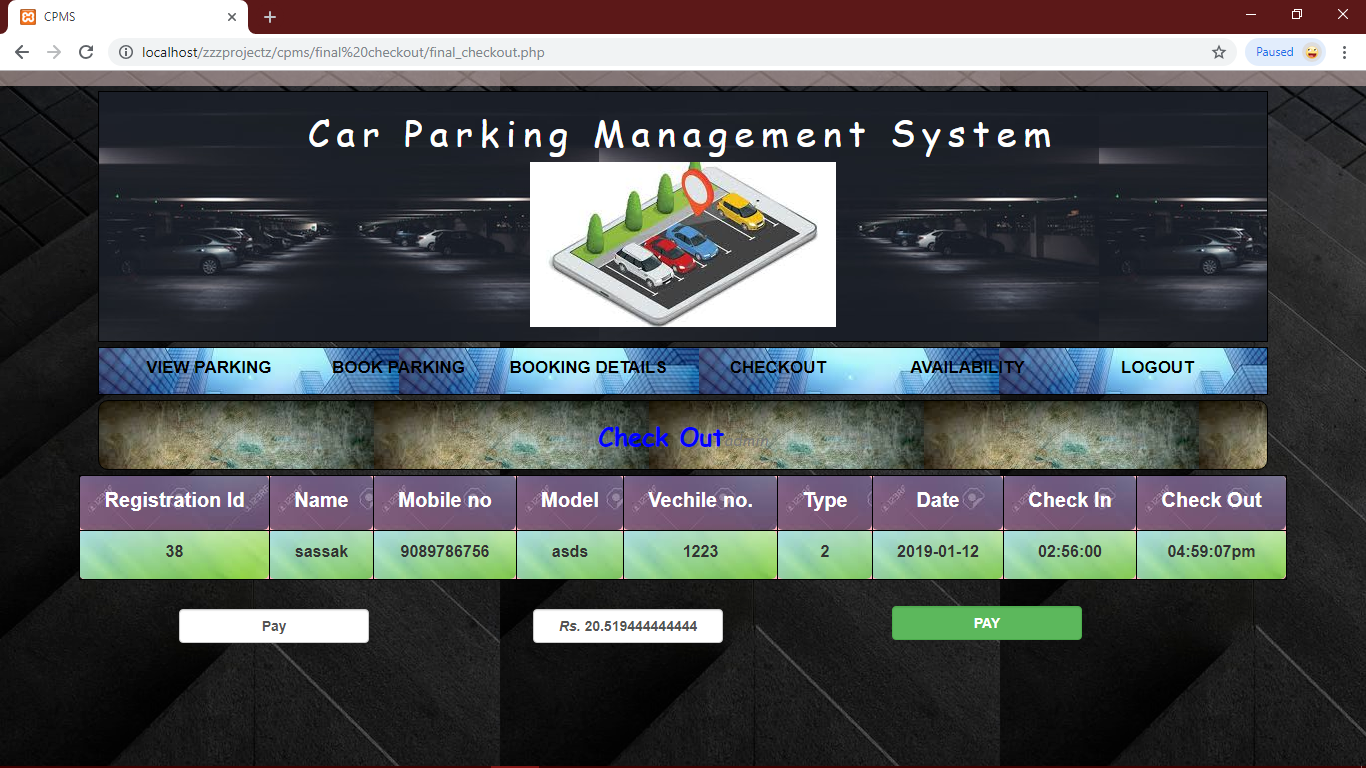 CPMS
localhost/zzzprojectz/cpms/final%20checkout/final_checkout.php
Paused
Car Parking Management System
VIEW PARKING BOOK PARKING BOOKING DETAILS CHECKOUT AVAILABILITY LOGOUT
Check Out
Registration Id Name Mobile no Model Vechile no. Type Date Check In Check Out
38 sassak 9089786756 asds 1223 2 2019-01-12 02:56:00 04:59:07pm
Pay Rs. 20.519444444444 PAY